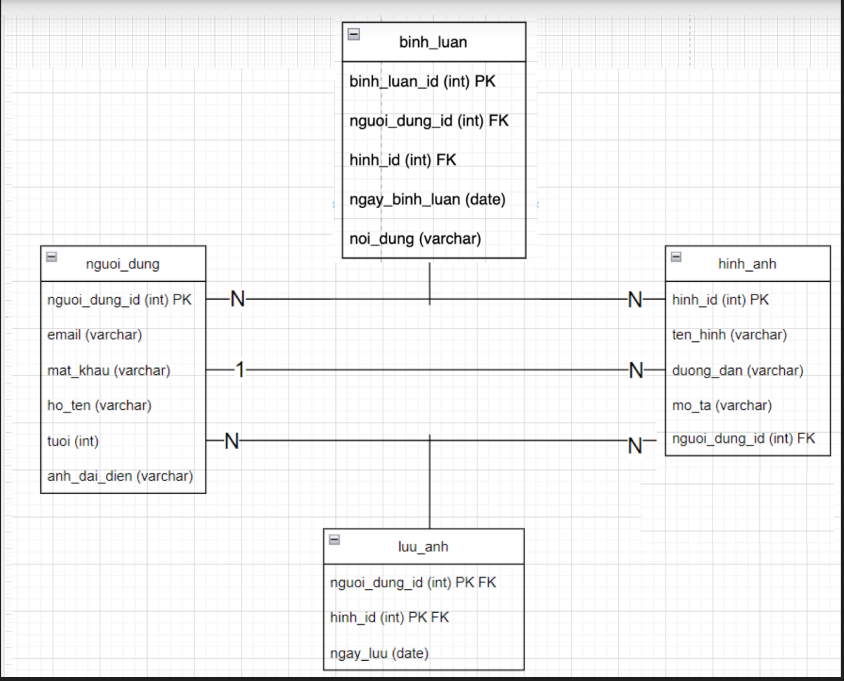 binh_luan
binh_luan_id (int) PK
nguoi_dung_id (int) FK
hinh_id (int) FK
ngay_binh_luan (date)
noi_dung (varchar)
nguoi_dung
nguoi_dung_id (int) PK
email (varchar)
mat_khau (varchar)
ho_ten (varchar)
tuoi (int)
anh_dai_dien (varchar)
N
N
1
N
N
N
hinh_anh
hinh_id (int) PK
ten_hinh (varchar)
duong_dan (varchar)
mo_ta (varchar)
nguoi_dung_id (int) FK
luu_anh
nguoi_dung_id (int) PK FK
hinh_id (int) PK FK
ngay_luu (date)